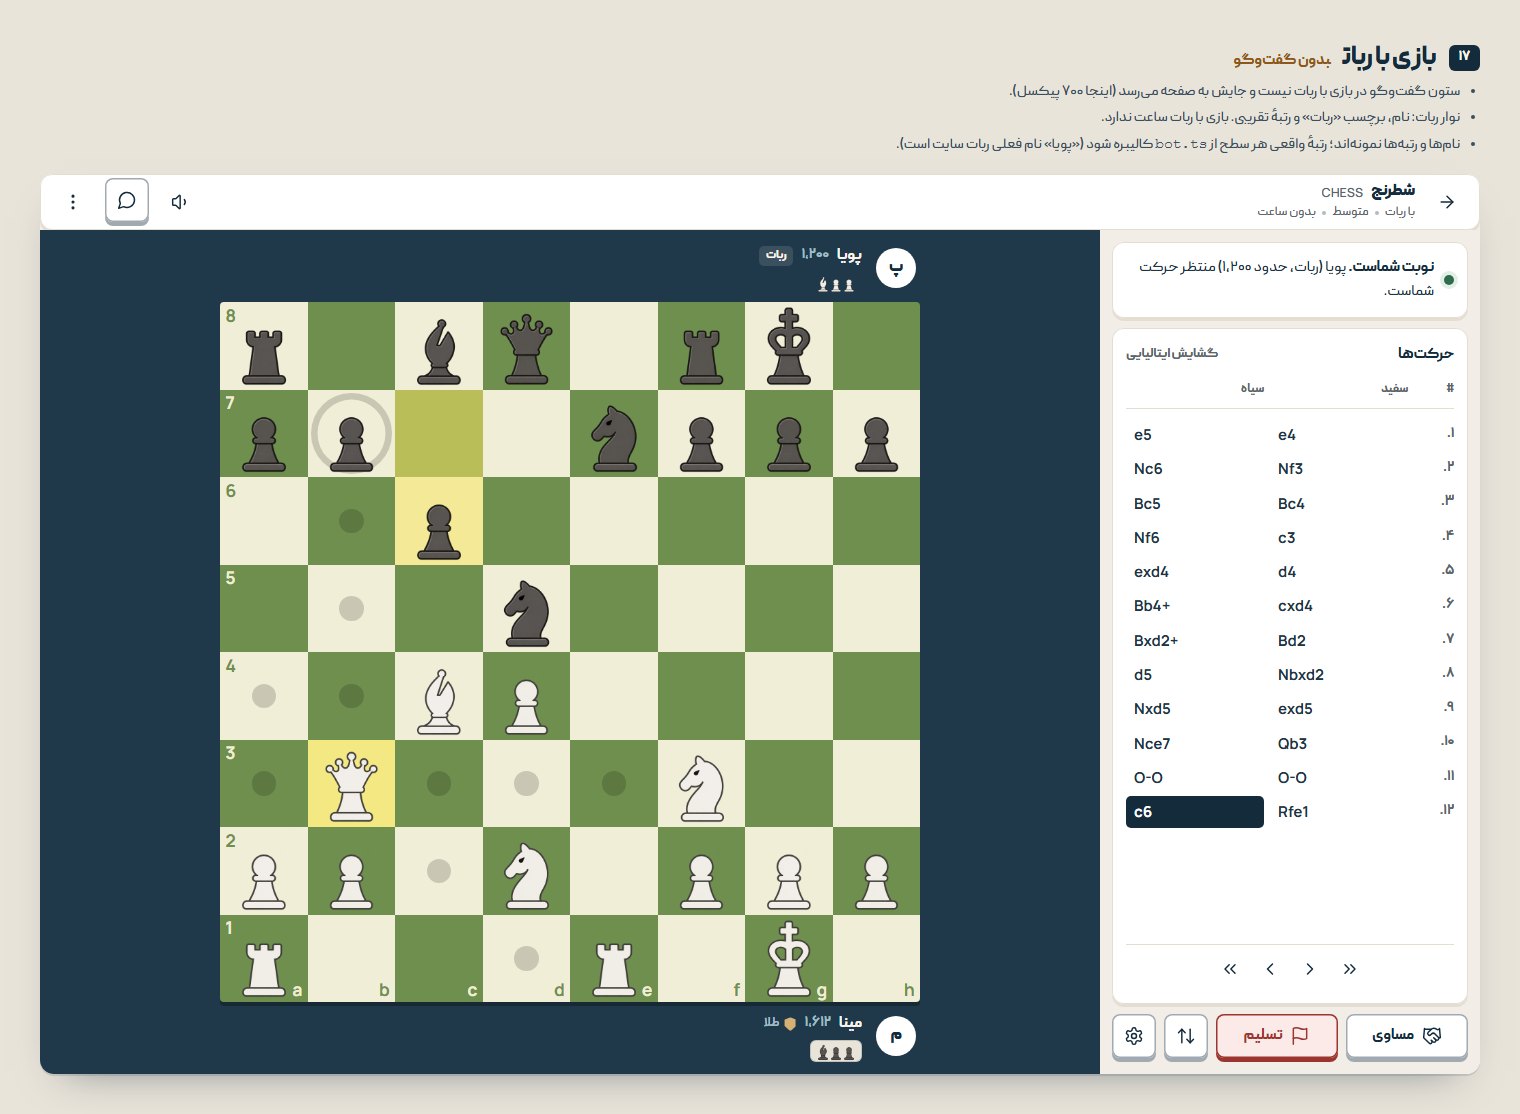 ۱۷ بازی با ربات بدون گفت‌وگو
• ستون گفت‌وگو در بازی با ربات نیست و جایش به صفحه می‌رسد (اینجا ۷۰۰ پیکسل).
• نوار ربات: نام، برچسب «ربات» و رتبهٔ تقریبی. بازی با ربات ساعت ندارد.
• نام‌ها و رتبه‌ها نمونه‌اند؛ رتبهٔ واقعی هر سطح از bot.ts کالیبره شود («پویا» نام فعلی ربات سایت است).
شطرنج CHESS
با ربات • متوسط • بدون ساعت
نوبت شماست. پویا (ربات، حدود ۱٬۲۰۰) منتظر حرکت
شماست.
حرکت‌ها گشایش ایتالیایی
# سفید سیاه
۱. e4 e5
۲. Nf3 Nc6
۳. Bc4 Bc5
۴. c3 Nf6
۵. d4 exd4
۶. cxd4 Bb4+
۷. Bd2 Bxd2+
۸. Nbxd2 d5
۹. exd5 Nxd5
۱۰. Qb3 Nce7
۱۱. O-O O-O
۱۲. Rfe1 c6
مساوی تسلیم
پ پویا ۱٬۲۰۰ ربات
8
7
6
5
4
3
2
1
a b c d e f g h
م مینا ۱٬۶۱۲ طلا